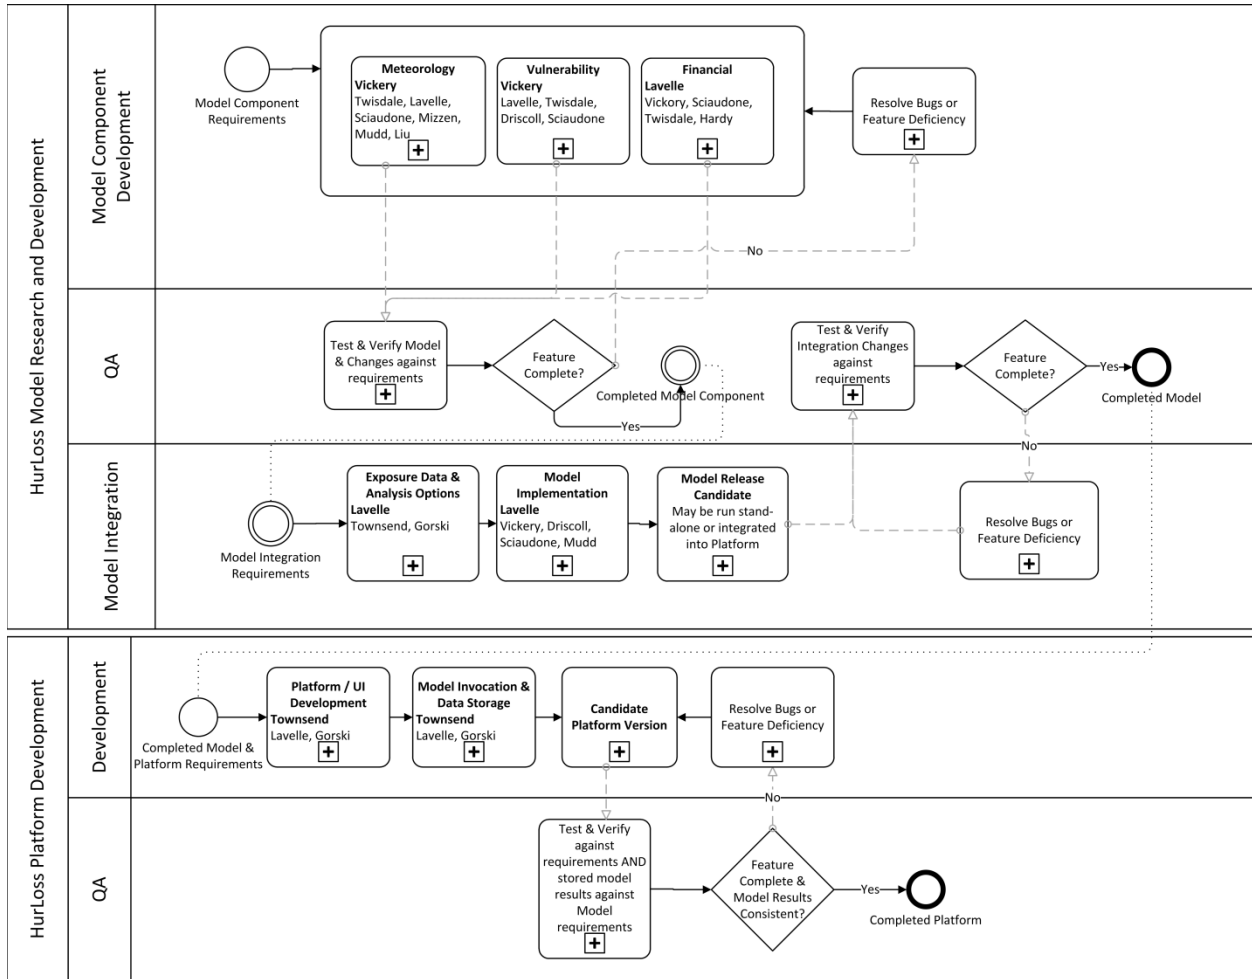 HurLoss Model Research and Development
Model Component
Development
Model Component
Requirements
Meteorology
Vickery
Twisdale, Lavelle,
Sciaudone, Mizzen,
Mudd, Liu
Vulnerability
Vickery
Lavelle, Twisdale,
Driscoll, Sciaudone
Financial
Lavelle
Vickory, Sciaudone,
Twisdale, Hardy
Resolve Bugs or
Feature Deficiency
No
QA
Test & Verify Model
& Changes against
requirements
Feature
Complete?
Yes
Completed Model Component
Test & Verify
Integration Changes
against
requirements
Feature
Complete?
Yes
Completed Model
No
Model Integration
Model Integration
Requirements
Exposure Data &
Analysis Options
Lavelle
Townsend, Gorski
Model
Implementation
Lavelle
Vickery, Driscoll,
Sciaudone, Mudd
Model Release
Candidate
May be run stand-
alone or integrated
into Platform
Resolve Bugs or
Feature Deficiency
HurLoss Platform Development
Development
Completed Model &
Platform Requirements
Platform / UI
Development
Townsend
Lavelle, Gorski
Model Invocation &
Data Storage
Townsend
Lavelle, Gorski
Candidate
Platform Version
Resolve Bugs or
Feature Deficiency
No
QA
Test & Verify
against
requirements AND
stored model
results against
Model
requirements
Feature
Complete &
Model Results
Consistent?
Yes
Completed Platform